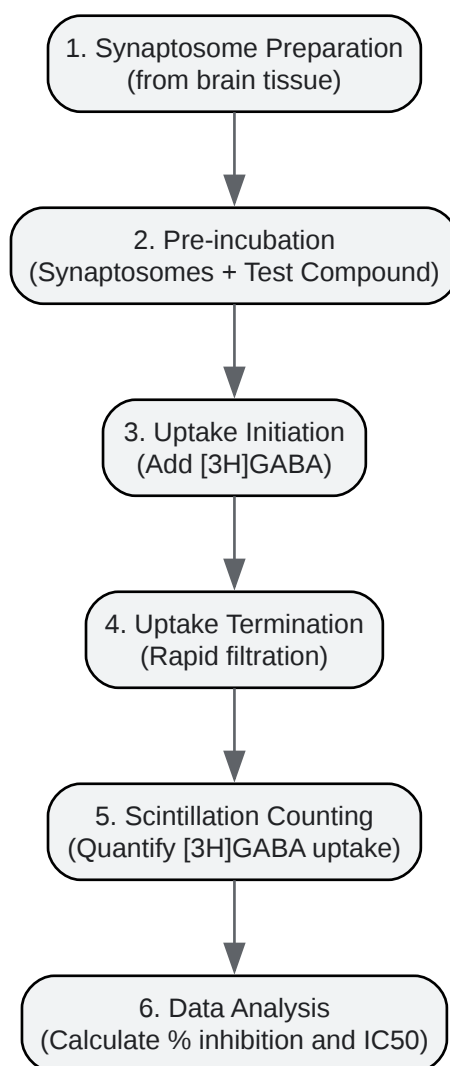 1. Synaptosome Preparation
(from brain tissue)
2. Pre-incubation
(Synaptosomes + Test Compound)
3. Uptake Initiation
(Add [3H]GABA)
4. Uptake Termination
(Rapid filtration)
5. Scintillation Counting
(Quantify [3H]GABA uptake)
6. Data Analysis
(Calculate % inhibition and IC50)